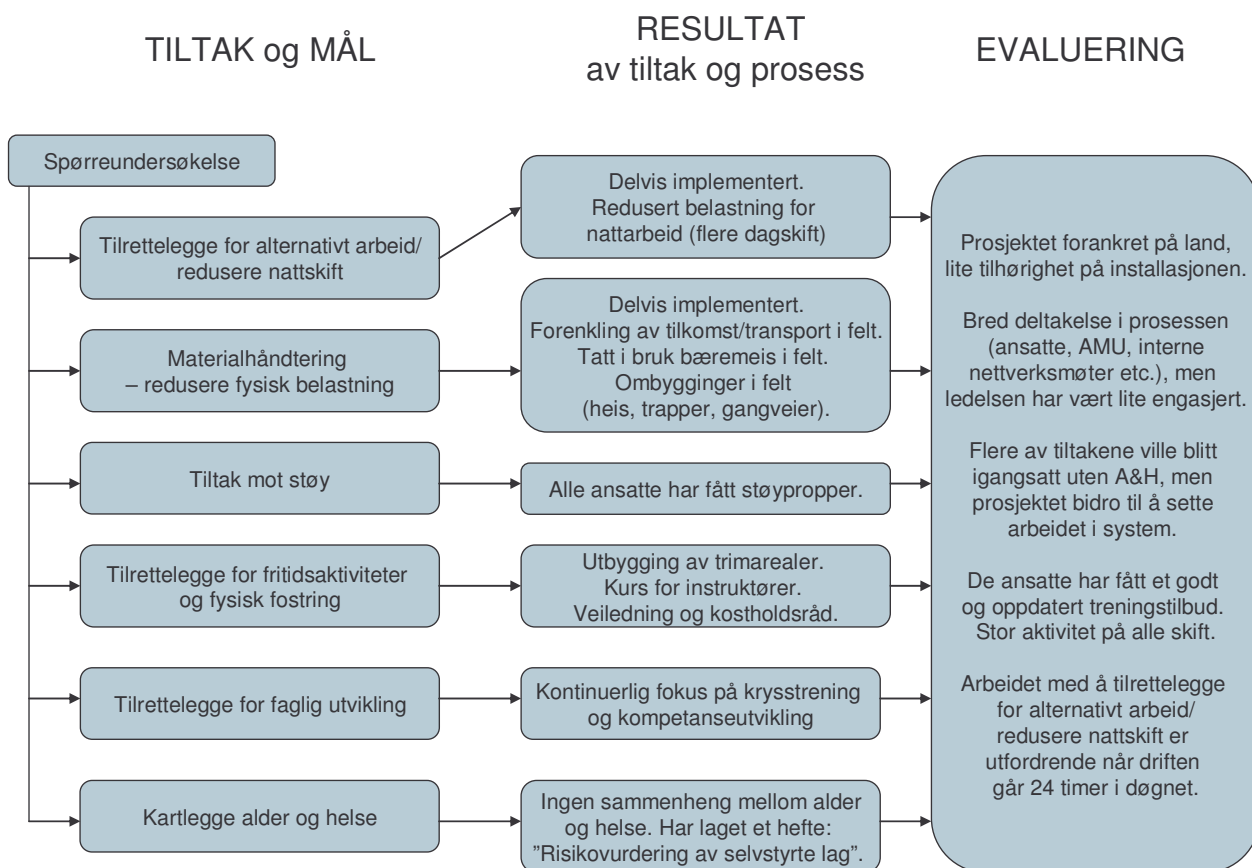 TILTAK og MÅL
RESULTAT
av tiltak og prosess
EVALUERING
Spørreundersøkelse
Tilrettelegge for alternativt arbeid/
redusere nattskift
Delvis implementert.
Redusert belastning for
nattarbeid (flere dagskift)
Materialhåndtering
– redusere fysisk belastning
Delvis implementert.
Forenkling av tilkomst/transport i felt.
Tatt i bruk bæremeis i felt.
Ombygginger i felt
(heis, trapper, gangveier).
Tiltak mot støy
Alle ansatte har fått støypropper.
Tilrettelegge for fritidsaktiviteter
og fysisk fostring
Utbygging av trimarealer.
Kurs for instruktører.
Veiledning og kostholdsråd.
Tilrettelegge for faglig utvikling
Kontinuerlig fokus på krysstrening
og kompetanseutvikling
Kartlegge alder og helse
Ingen sammenheng mellom alder
og helse. Har laget et hefte:
”Risikovurdering av selvstyrte lag”.
Prosjektet forankret på land,
lite tilhørighet på installasjonen.
Bred deltakelse i prosessen
(ansatte, AMU, interne
nettverksmøter etc.), men
ledelsen har vært lite engasjert.
Flere av tiltakene ville blitt
igangsatt uten A&H, men
prosjektet bidro til å sette
arbeidet i system.
De ansatte har fått et godt
og oppdatert treningstilbud.
Stor aktivitet på alle skift.
Arbeidet med å tilrettelegge
for alternativt arbeid/
redusere nattskift er
utfordrende når driften
går 24 timer i døgnet.